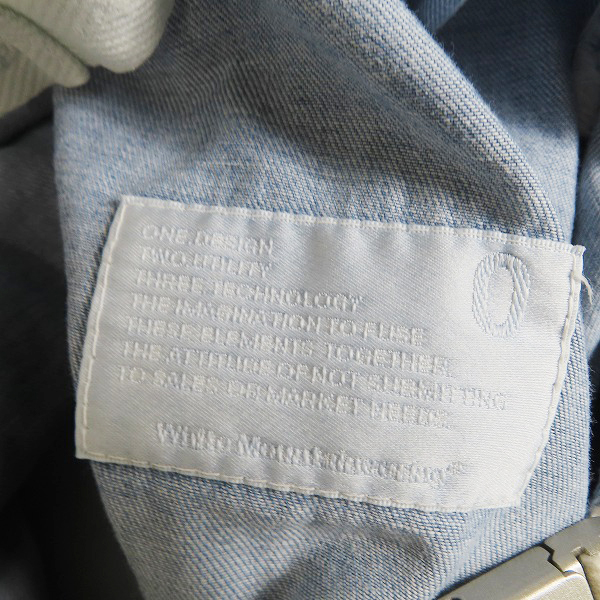 ONE.DESIGN
TWO.UTILITY
THREE.TECHNOLOGY
THE IMAGINATION TO FUSE
THESE ELEMENTS TOGETHER.
THE ATTITUDE OF NOT SUBMITTING
TO SALES OR MARKET NEEDS.
0
White Mountaineering®